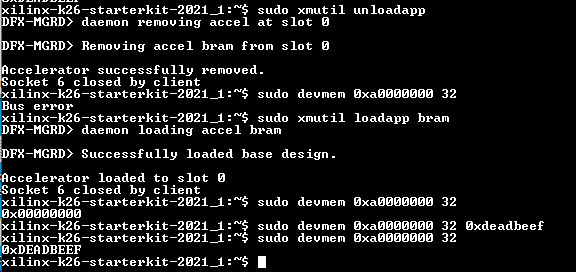 xilinx-k26-starterkit-2021_1:~$ sudo xmutil unloadapp
DFX-MGRD> daemon removing accel at slot 0
DFX-MGRD> Removing accel bram from slot 0
Accelerator successfully removed.
Socket 6 closed by client
xilinx-k26-starterkit-2021_1:~$ sudo devmem 0xa0000000 32
Bus error
xilinx-k26-starterkit-2021_1:~$ sudo xmutil loadapp bram
DFX-MGRD> daemon loading accel bram
DFX-MGRD> Successfully loaded base design.
Accelerator loaded to slot 0
Socket 6 closed by client
xilinx-k26-starterkit-2021_1:~$ sudo devmem 0xa0000000 32
0x00000000
xilinx-k26-starterkit-2021_1:~$ sudo devmem 0xa0000000 32 0xdeadbeef
xilinx-k26-starterkit-2021_1:~$ sudo devmem 0xa0000000 32
0xDEADBEEF
xilinx-k26-starterkit-2021_1:~$